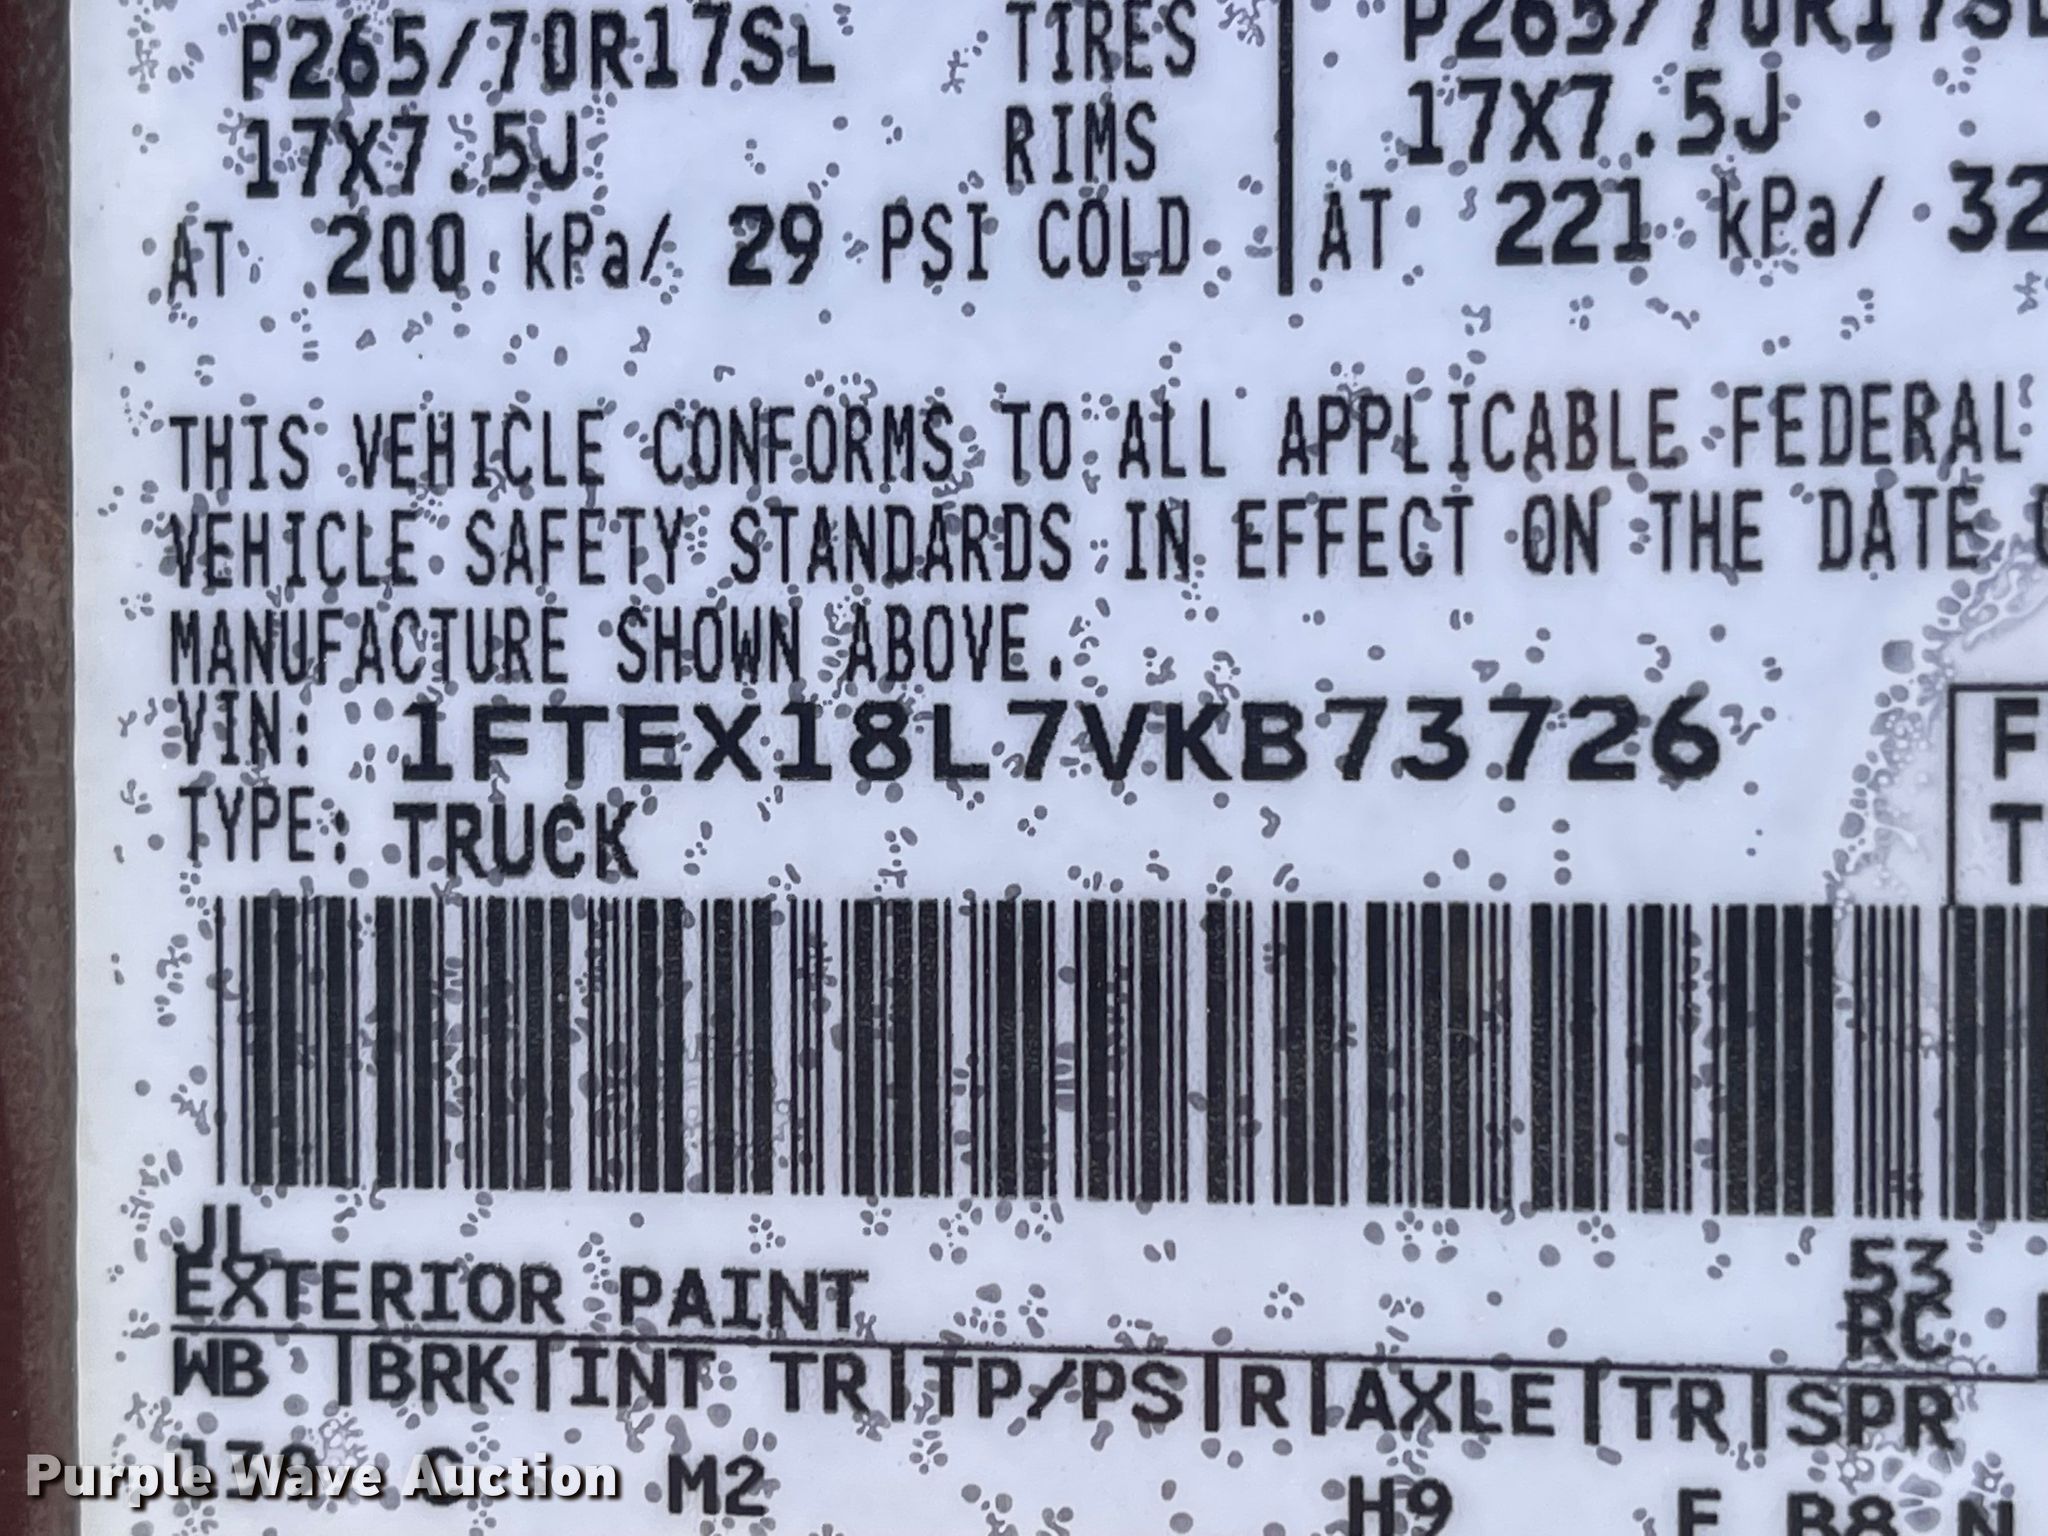 P265/70R17SL TIRES P265/70R17SL
17X7.5J RIMS 17X7.5J
AT 200 kPa/ 29 PSI COLD AT 221 kPa/ 32
THIS VEHICLE CONFORMS TO ALL APPLICABLE FEDERAL
VEHICLE SAFETY STANDARDS IN EFFECT ON THE DATE
MANUFACTURE SHOWN ABOVE.
VIN: 1FTEX18L7VKB73726
TYPE: TRUCK
F
T
JL
EXTERIOR PAINT
53
RC
WB |BRK|INT TR|TP/PS|R|AXLE|TR|SPR
139 C M2 H9 E B8 N
Purple Wave Auction